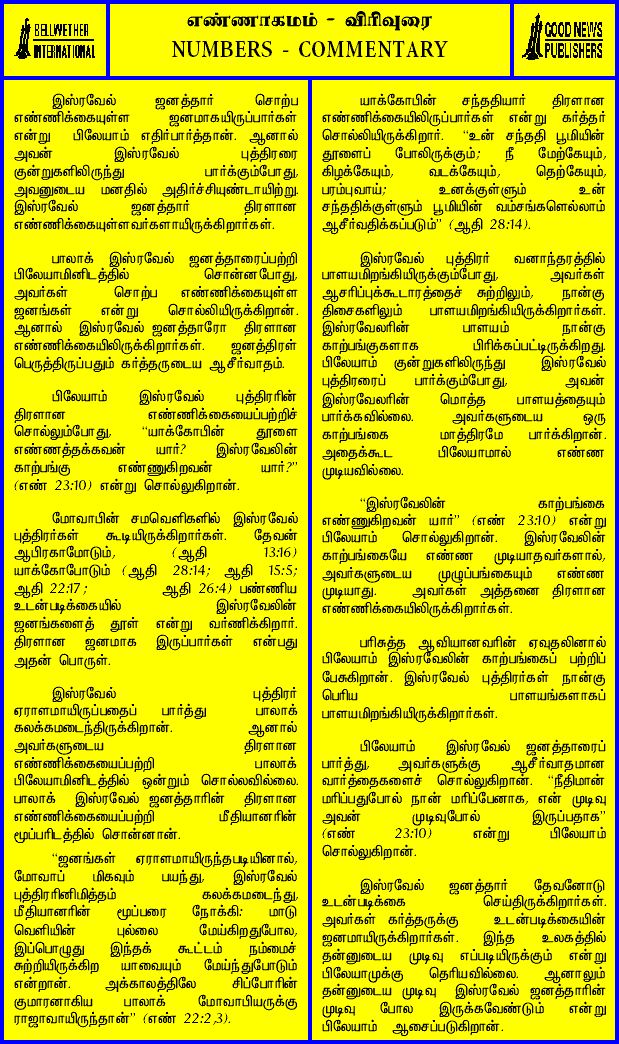 BELLWETHER
INTERNATIONAL
எண்ணாகமம் - விரிவுரை
NUMBERS - COMMENTARY
GOOD NEWS
PUBLISHERS
இஸ்ரவேல் ஜனத்தார் சொற்ப
எண்ணிக்கையுள்ள ஜனமாகயிருப்பார்கள்
என்று பிலேயாம் எதிர்பார்த்தான். ஆனால்
அவன் இஸ்ரவேல் புத்திரரை
குன்றுகளிலிருந்து பார்க்கும்போது,
அவனுடைய மனதில் அதிர்ச்சியுண்டாயிற்று.
இஸ்ரவேல் ஜனத்தார் திரளான
எண்ணிக்கையுள்ளவர்களாயிருக்கிறார்கள்.
பாலாக் இஸ்ரவேல் ஜனத்தாரைப்பற்றி
பிலேயாமினிடத்தில் சொன்னபோது,
அவர்கள் சொற்ப எண்ணிக்கையுள்ள
ஜனங்கள் என்று சொல்லியிருக்கிறான்.
ஆனால் இஸ்ரவேல் ஜனத்தாரோ திரளான
எண்ணிக்கையிலிருக்கிறார்கள். ஜனத்திரள்
பெருத்திருப்பதும் கர்த்தருடைய ஆசீர்வாதம்.
பிலேயாம் இஸ்ரவேல் புத்திரரின்
திரளான எண்ணிக்கையைப்பற்றிச்
சொல்லும்போது, "யாக்கோபின் தூளை
எண்ணத்தக்கவன் யார்? இஸ்ரவேலின்
காற்பங்கு எண்ணுகிறவன் யார்?"
(எண் 23:10) என்று சொல்லுகிறான்.
மோவாபின் சமவெளிகளில் இஸ்ரவேல்
புத்திரர்கள் கூடியிருக்கிறார்கள். தேவன்
ஆபிரகாமோடும், (ஆதி 13:16)
யாக்கோபோடும் (ஆதி 28:14; ஆதி 15:5;
ஆதி 22:17; ஆதி 26:4) பண்ணிய
உடன்படிக்கையில் இஸ்ரவேலின்
ஜனங்களைத் தூள் என்று வர்ணிக்கிறார்.
திரளான ஜனமாக இருப்பார்கள் என்பது
அதன் பொருள்.
இஸ்ரவேல் புத்திரர்
ஏராளமாயிருப்பதைப் பார்த்து பாலாக்
கலக்கமடைந்திருக்கிறான். ஆனால்
அவர்களுடைய திரளான
எண்ணிக்கையைப்பற்றி பாலாக்
பிலேயாமினிடத்தில் ஒன்றும் சொல்லவில்லை.
பாலாக் இஸ்ரவேல் ஜனத்தாரின் திரளான
எண்ணிக்கையைப்பற்றி மீதியானரின்
மூப்பரிடத்தில் சொன்னான்.
"ஜனங்கள் ஏராளமாயிருந்தபடியினால்,
மோவாப் மிகவும் பயந்து, இஸ்ரவேல்
புத்திரரினிமித்தம் கலக்கமடைந்து,
மீதியானரின் மூப்பரை நோக்கி: மாடு
வெளியின் புல்லை மேய்கிறதுபோல,
இப்பொழுது இந்தக் கூட்டம் நம்மைச்
சுற்றியிருக்கிற யாவையும் மேய்ந்துபோடும்
என்றான். அக்காலத்திலே சிப்போரின்
குமாரனாகிய பாலாக் மோவாபியருக்கு
ராஜாவாயிருந்தான்" (எண் 22:2,3).
யாக்கோபின் சந்ததியார் திரளான
எண்ணிக்கையிலிருப்பார்கள் என்று கர்த்தர்
சொல்லியிருக்கிறார். "உன் சந்ததி பூமியின்
தூளைப் போலிருக்கும்; நீ மேற்கேயும்,
கிழக்கேயும், வடக்கேயும், தெற்கேயும்,
பரம்புவாய்; உனக்குள்ளும் உன்
சந்ததிக்குள்ளும் பூமியின் வம்சங்களெல்லாம்
ஆசீர்வதிக்கப்படும்" (ஆதி 28:14).
இஸ்ரவேல் புத்திரர் வனாந்தரத்தில்
பாளயமிறங்கியிருக்கும்போது, அவர்கள்
ஆசரிப்புக்கூடாரத்தைச் சுற்றிலும், நான்கு
திசைகளிலும் பாளயமிறங்கியிருக்கிறார்கள்.
இஸ்ரவேலரின் பாளயம் நான்கு
காற்பங்குகளாக பிரிக்கப்பட்டிருக்கிறது.
பிலேயாம் குன்றுகளிலிருந்து இஸ்ரவேல்
புத்திரரைப் பார்க்கும்போது, அவன்
இஸ்ரவேலரின் மொத்த பாளயத்தையும்
பார்க்கவில்லை. அவர்களுடைய ஒரு
காற்பங்கை மாத்திரமே பார்க்கிறான்.
அதைக்கூட பிலேயாமால் எண்ண
முடியவில்லை.
"இஸ்ரவேலின் காற்பங்கை
எண்ணுகிறவன் யார்" (எண் 23:10) என்று
பிலேயாம் சொல்லுகிறான். இஸ்ரவேலின்
காற்பங்கையே எண்ண முடியாதவர்களால்,
அவர்களுடைய முழுப்பங்கையும் எண்ண
முடியாது. அவர்கள் அத்தனை திரளான
எண்ணிக்கையிலிருக்கிறார்கள்.
பரிசுத்த ஆவியானவரின் ஏவுதலினால்
பிலேயாம் இஸ்ரவேலின் காற்பங்கைப் பற்றிப்
பேசுகிறான். இஸ்ரவேல் புத்திரர்கள் நான்கு
பெரிய பாளயங்களாகப்
பாளயமிறங்கியிருக்கிறார்கள்.
பிலேயாம் இஸ்ரவேல் ஜனத்தாரைப்
பார்த்து, அவர்களுக்கு ஆசீர்வாதமான
வார்த்தைகளைச் சொல்லுகிறான். "நீதிமான்
மரிப்பதுபோல் நான் மரிப்பேனாக, என் முடிவு
அவன் முடிவுபோல் இருப்பதாக"
(எண் 23:10) என்று பிலேயாம்
சொல்லுகிறான்.
இஸ்ரவேல் ஜனத்தார் தேவனோடு
உடன்படிக்கை செய்திருக்கிறார்கள்.
அவர்கள் கர்த்தருக்கு உடன்படிக்கையின்
ஜனமாயிருக்கிறார்கள். இந்த உலகத்தில்
தன்னுடைய முடிவு எப்படியிருக்கும் என்று
பிலேயாமுக்கு தெரியவில்லை. ஆனாலும்
தன்னுடைய முடிவு இஸ்ரவேல் ஜனத்தாரின்
முடிவு போல இருக்கவேண்டும் என்று
பிலேயாம் ஆசைப்படுகிறான்.